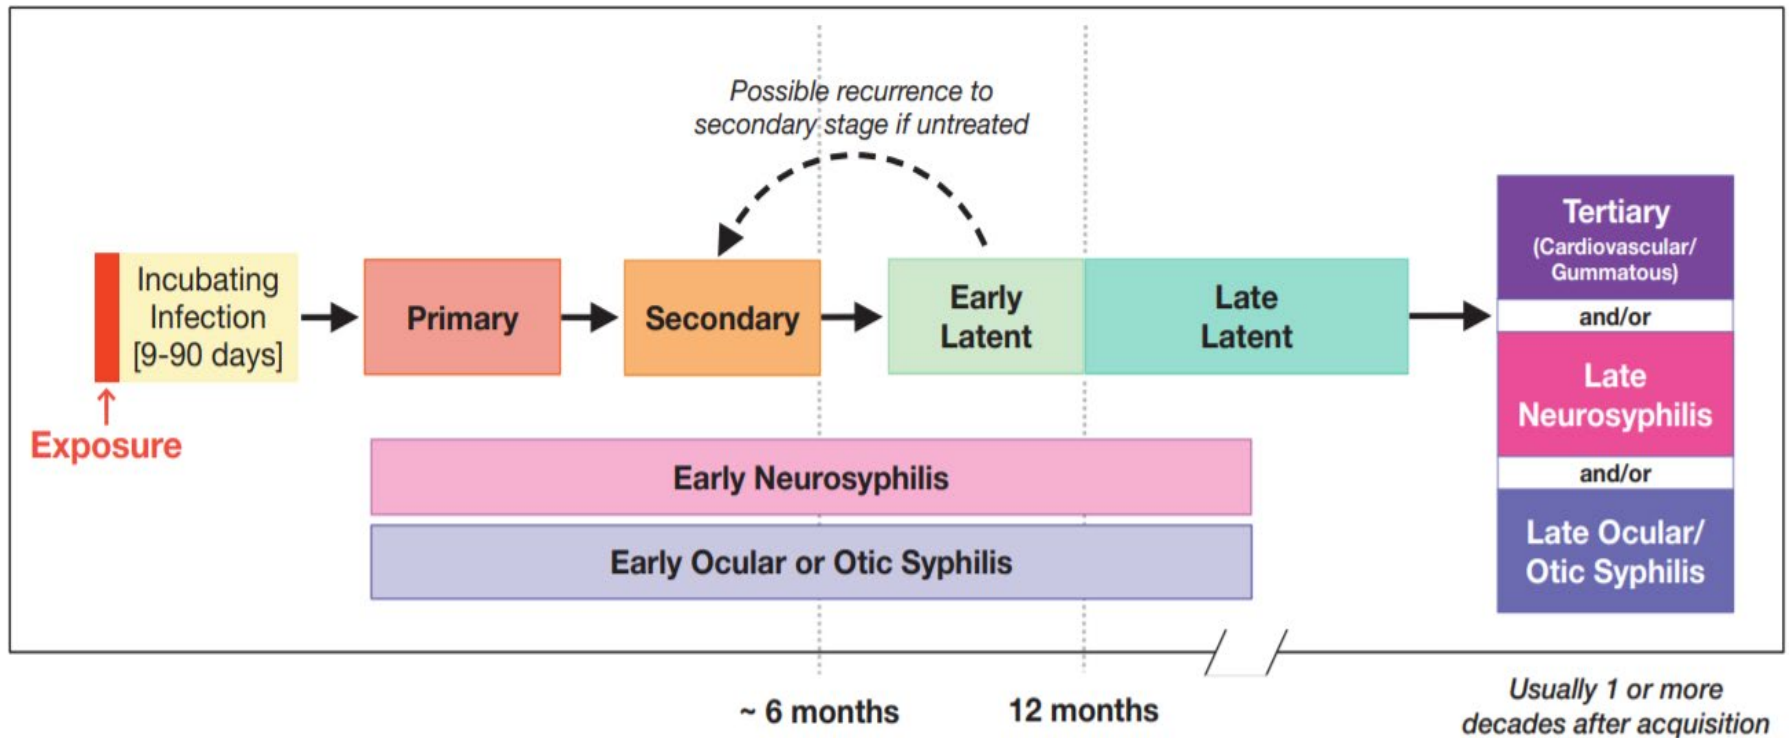 Possible recurrence to
secondary stage if untreated
Incubating
Infection
[9-90 days]
Exposure
Primary
Secondary
Early
Latent
Late
Latent
Tertiary
(Cardiovascular/
Gummatous)
and/or
Late
Neurosyphilis
and/or
Late Ocular/
Otic Syphilis
Early Neurosyphilis
Early Ocular or Otic Syphilis
~ 6 months
12 months
Usually 1 or more
decades after acquisition